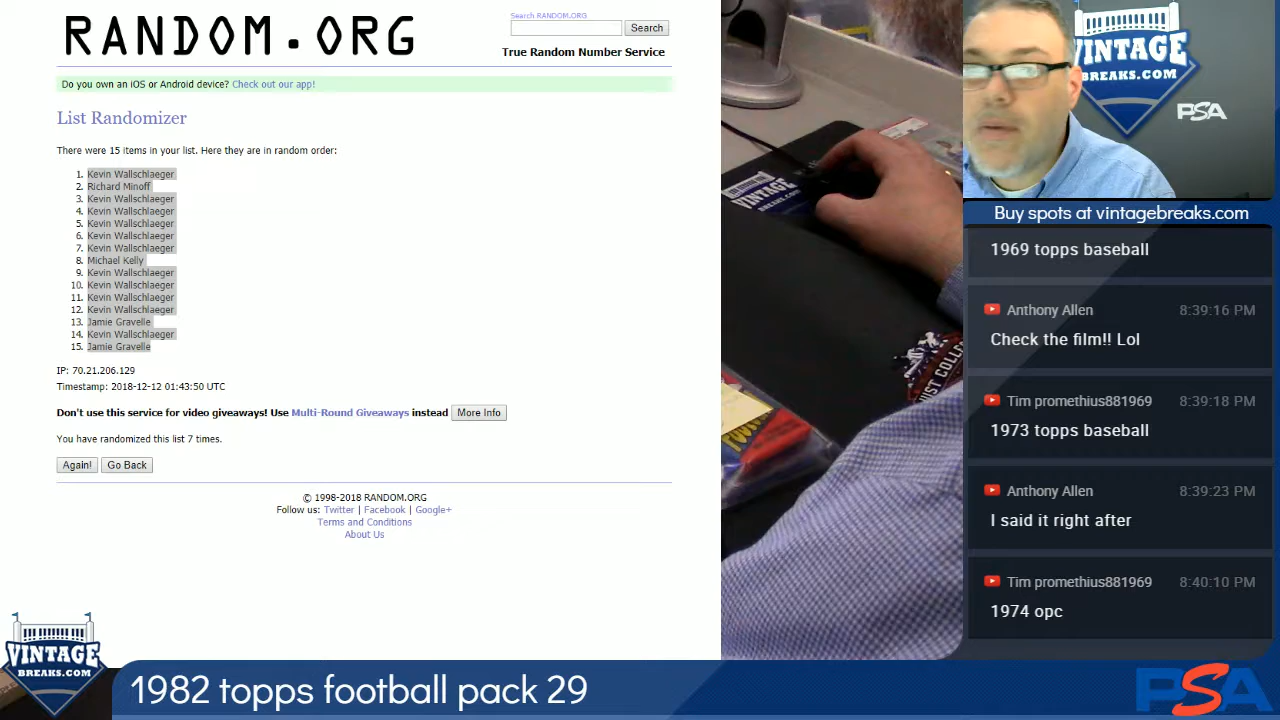 RANDOM.ORG
Search RANDOM.ORG
Search
True Random Number Service
Do you own an iOS or Android device? Check out our app!
List Randomizer
There were 15 items in your list. Here they are in random order:
1. Kevin Wallschlaeger
2. Richard Minoff
3. Kevin Wallschlaeger
4. Kevin Wallschlaeger
5. Kevin Wallschlaeger
6. Kevin Wallschlaeger
7. Kevin Wallschlaeger
8. Michael Kelly
9. Kevin Wallschlaeger
10. Kevin Wallschlaeger
11. Kevin Wallschlaeger
12. Kevin Wallschlaeger
13. Jamie Gravelle
14. Kevin Wallschlaeger
15. Jamie Gravelle
IP: 70.21.206.129
Timestamp: 2018-12-12 01:43:50 UTC
Don't use this service for video giveaways! Use Multi-Round Giveaways instead More Info
You have randomized this list 7 times.
Again! Go Back
© 1998-2018 RANDOM.ORG
Follow us: Twitter | Facebook | Google+
Terms and Conditions
About Us
VINTAGE
BREAKS.COM
VINTAGE
BREAKS.COM
PSA
Buy spots at vintagebreaks.com
1969 topps baseball
Anthony Allen 8:39:16 PM
Check the film!! Lol
Tim promethius881969 8:39:18 PM
1973 topps baseball
Anthony Allen 8:39:23 PM
I said it right after
Tim promethius881969 8:40:10 PM
1974 opc
VINTAGE
BREAKS.COM
1982 topps football pack 29
PSA